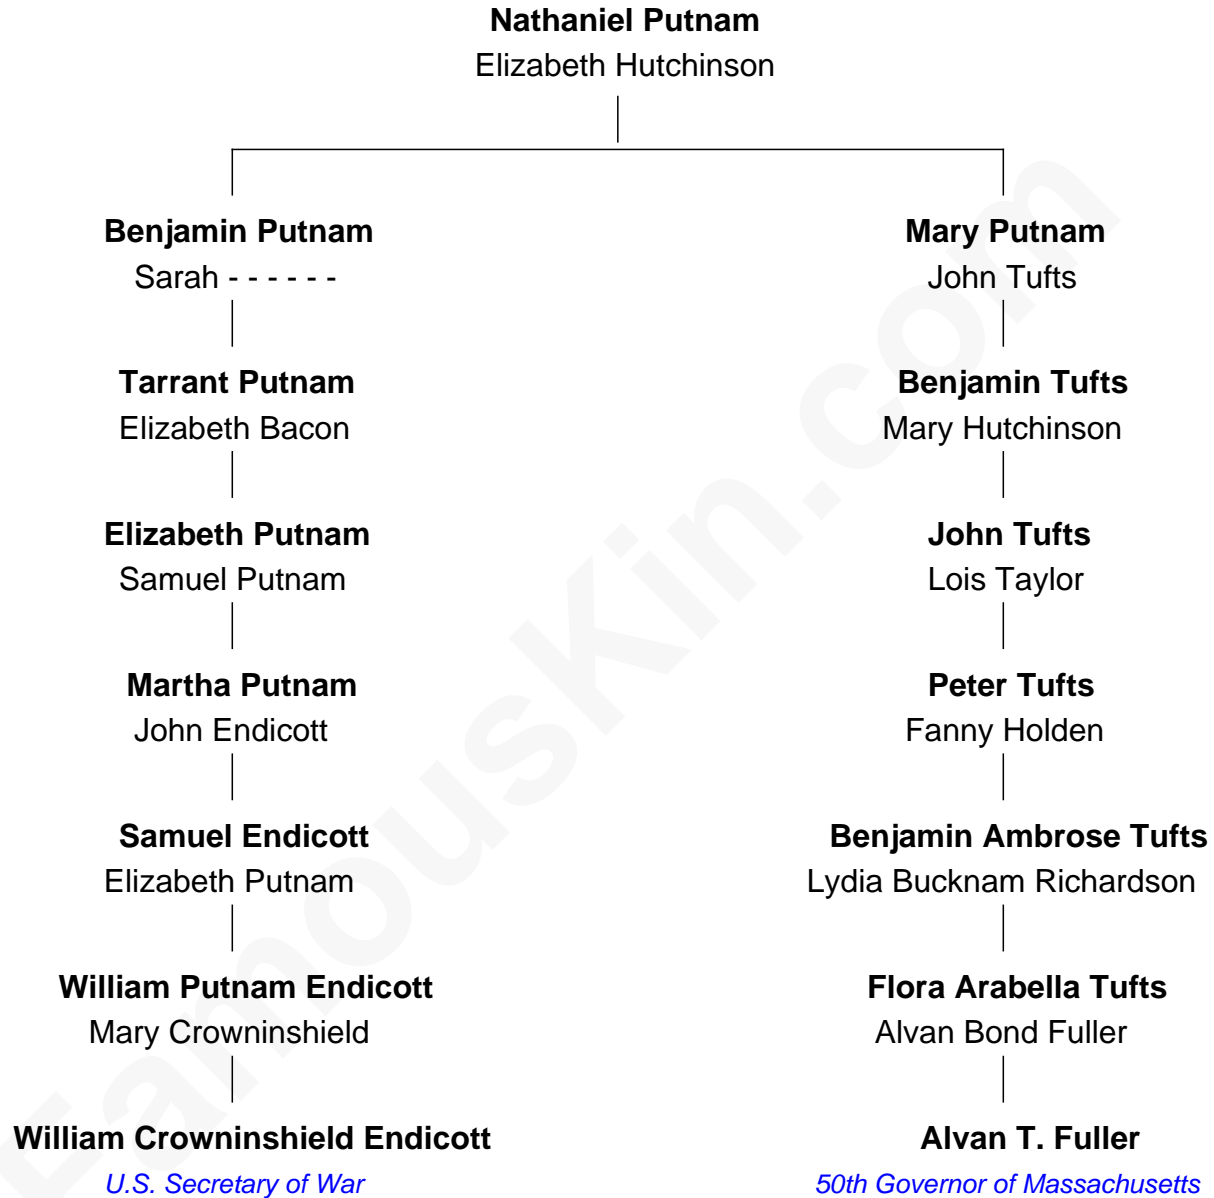 Nathaniel Putnam
Elizabeth Hutchinson
Benjamin Putnam
Sarah - - - - - -
Mary Putnam
John Tufts
Tarrant Putnam
Elizabeth Bacon
Benjamin Tufts
Mary Hutchinson
Elizabeth Putnam
Samuel Putnam
John Tufts
Lois Taylor
Martha Putnam
John Endicott
Peter Tufts
Fanny Holden
Samuel Endicott
Elizabeth Putnam
Benjamin Ambrose Tufts
Lydia Bucknam Richardson
William Putnam Endicott
Mary Crowninshield
Flora Arabella Tufts
Alvan Bond Fuller
William Crowninshield Endicott
U.S. Secretary of War
Alvan T. Fuller
50th Governor of Massachusetts
FamousKin.com